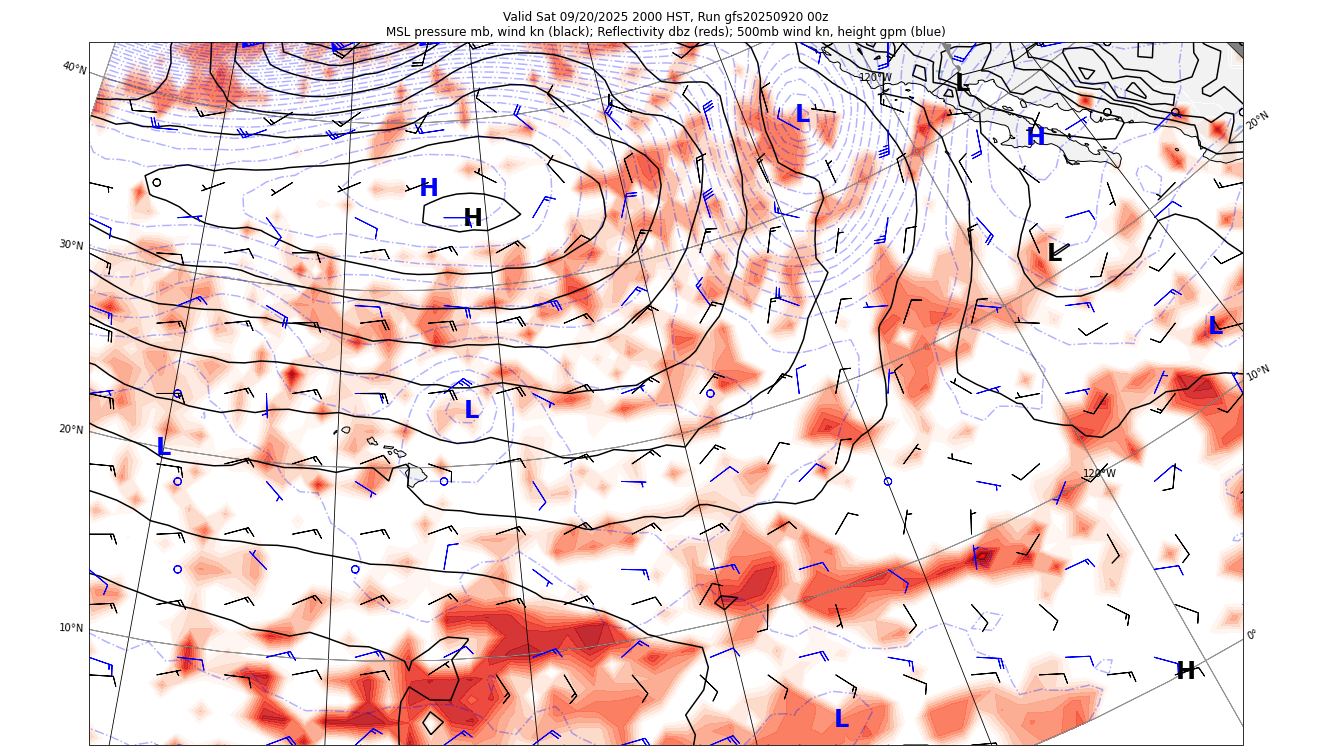 Valid Sat 09/20/2025 2000 HST, Run gfs20250920 00z
MSL pressure mb, wind kn (black); Reflectivity dbz (reds); 500mb wind kn, height gpm (blue)
40°N
120°W
L
L
20°N
H
H
H
30°N
L
L
10°N
L
20°N
L
120°W
10°N
0°
H
L